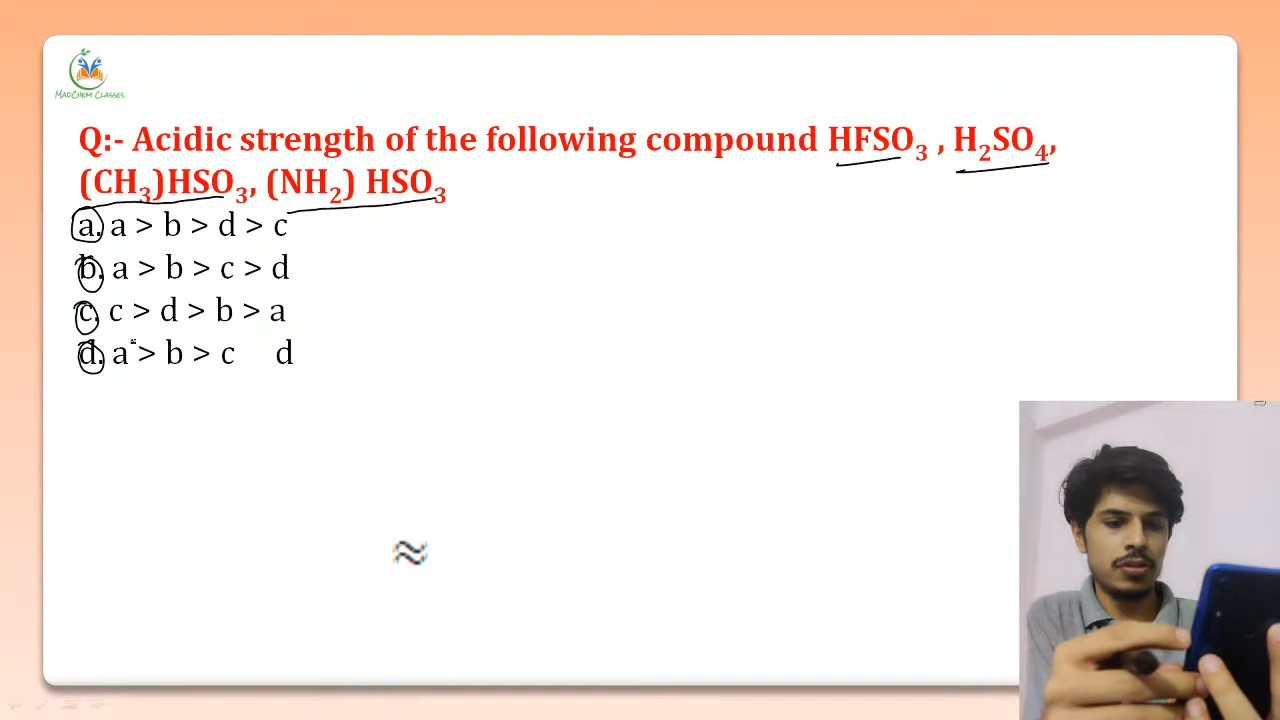 MadChem Classes
Q:- Acidic strength of the following compound HFSO₃ , H₂SO₄,
(CH₃)HSO₃, (NH₂) HSO₃
a. a > b > d > c
b. a > b > c > d
c. c > d > b > a
d. a > b > c d
≈